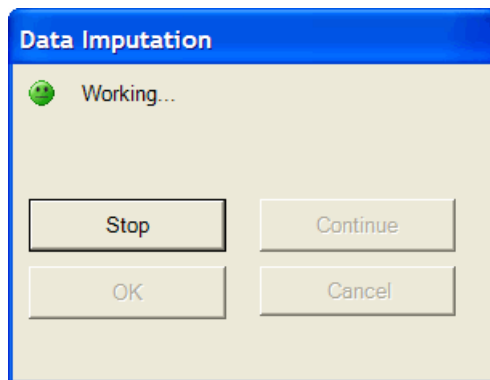 Data Imputation
Working...
Stop
Continue
OK
Cancel